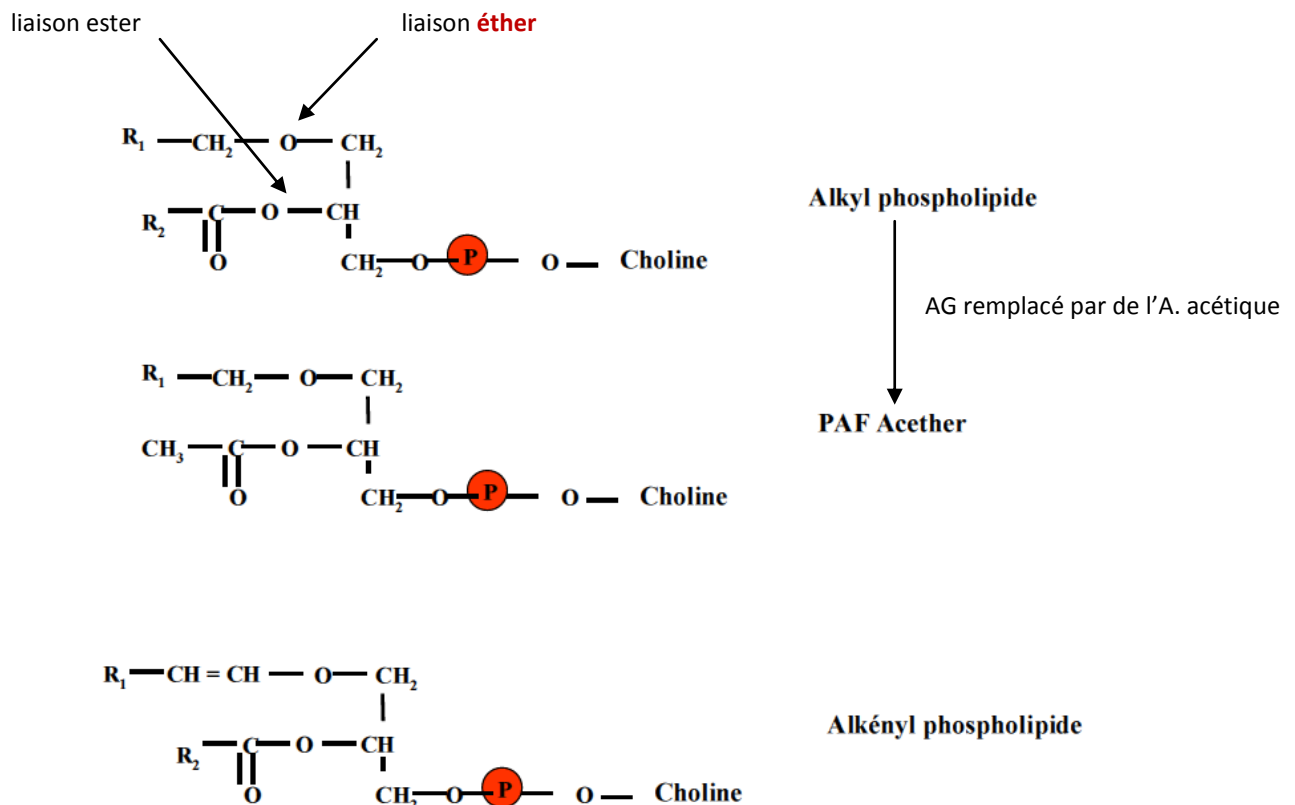 liaison ester
liaison éther
R₁ — CH₂ — O — CH₂
R₂ — C — O — CH
O
CH₂ — O — P — O — Choline
Alkyl phospholipide
AG remplacé par de l’A. acétique
R₁ — CH₂ — O — CH₂
CH₃ — C — O — CH
O
CH₂ — O — P — O — Choline
PAF Acether
R₁ — CH = CH — O — CH₂
R₂ — C — O — CH
O
CH₂ — O — P — O — Choline
Alkényl phospholipide